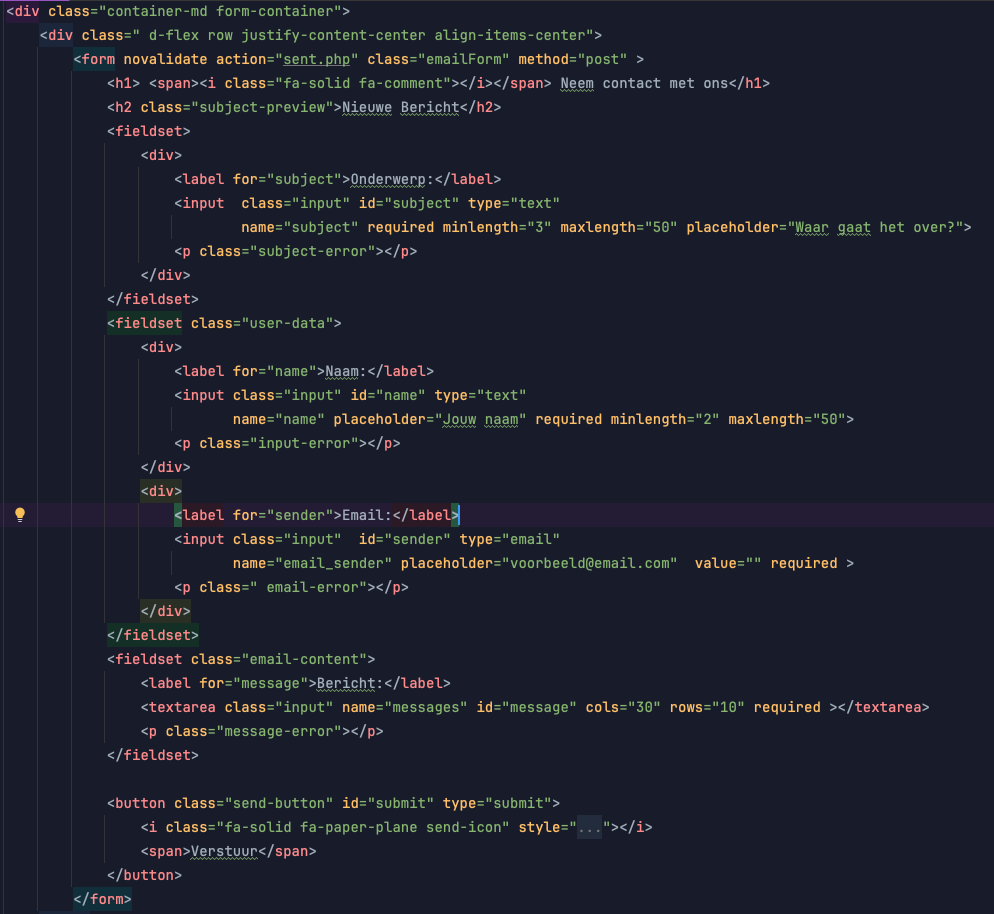 <div class="container-md form-container">
<div class=" d-flex row justify-content-center align-items-center">
<form novalidate action="sent.php" class="emailForm" method="post" >
<h1> <span><i class="fa-solid fa-comment"></i></span> Neem contact met ons</h1>
<h2 class="subject-preview">Nieuwe Bericht</h2>
<fieldset>
<div>
<label for="subject">Onderwerp:</label>
<input  class="input" id="subject" type="text"
name="subject" required minlength="3" maxlength="50" placeholder="Waar gaat het over?">
<p class="subject-error"></p>
</div>
</fieldset>
<fieldset class="user-data">
<div>
<label for="name">Naam:</label>
<input class="input" id="name" type="text"
name="name" placeholder="Jouw naam" required minlength="2" maxlength="50">
<p class="input-error"></p>
</div>
<div>
<label for="sender">Email:</label>
<input class="input"  id="sender" type="email"
name="email_sender" placeholder="voorbeeld@email.com"  value="" required >
<p class=" email-error"></p>
</div>
</fieldset>
<fieldset class="email-content">
<label for="message">Bericht:</label>
<textarea class="input" name="messages" id="message" cols="30" rows="10" required ></textarea>
<p class="message-error"></p>
</fieldset>
<button class="send-button" id="submit" type="submit">
<i class="fa-solid fa-paper-plane send-icon" style="..."></i>
<span>Verstuur</span>
</button>
</form>